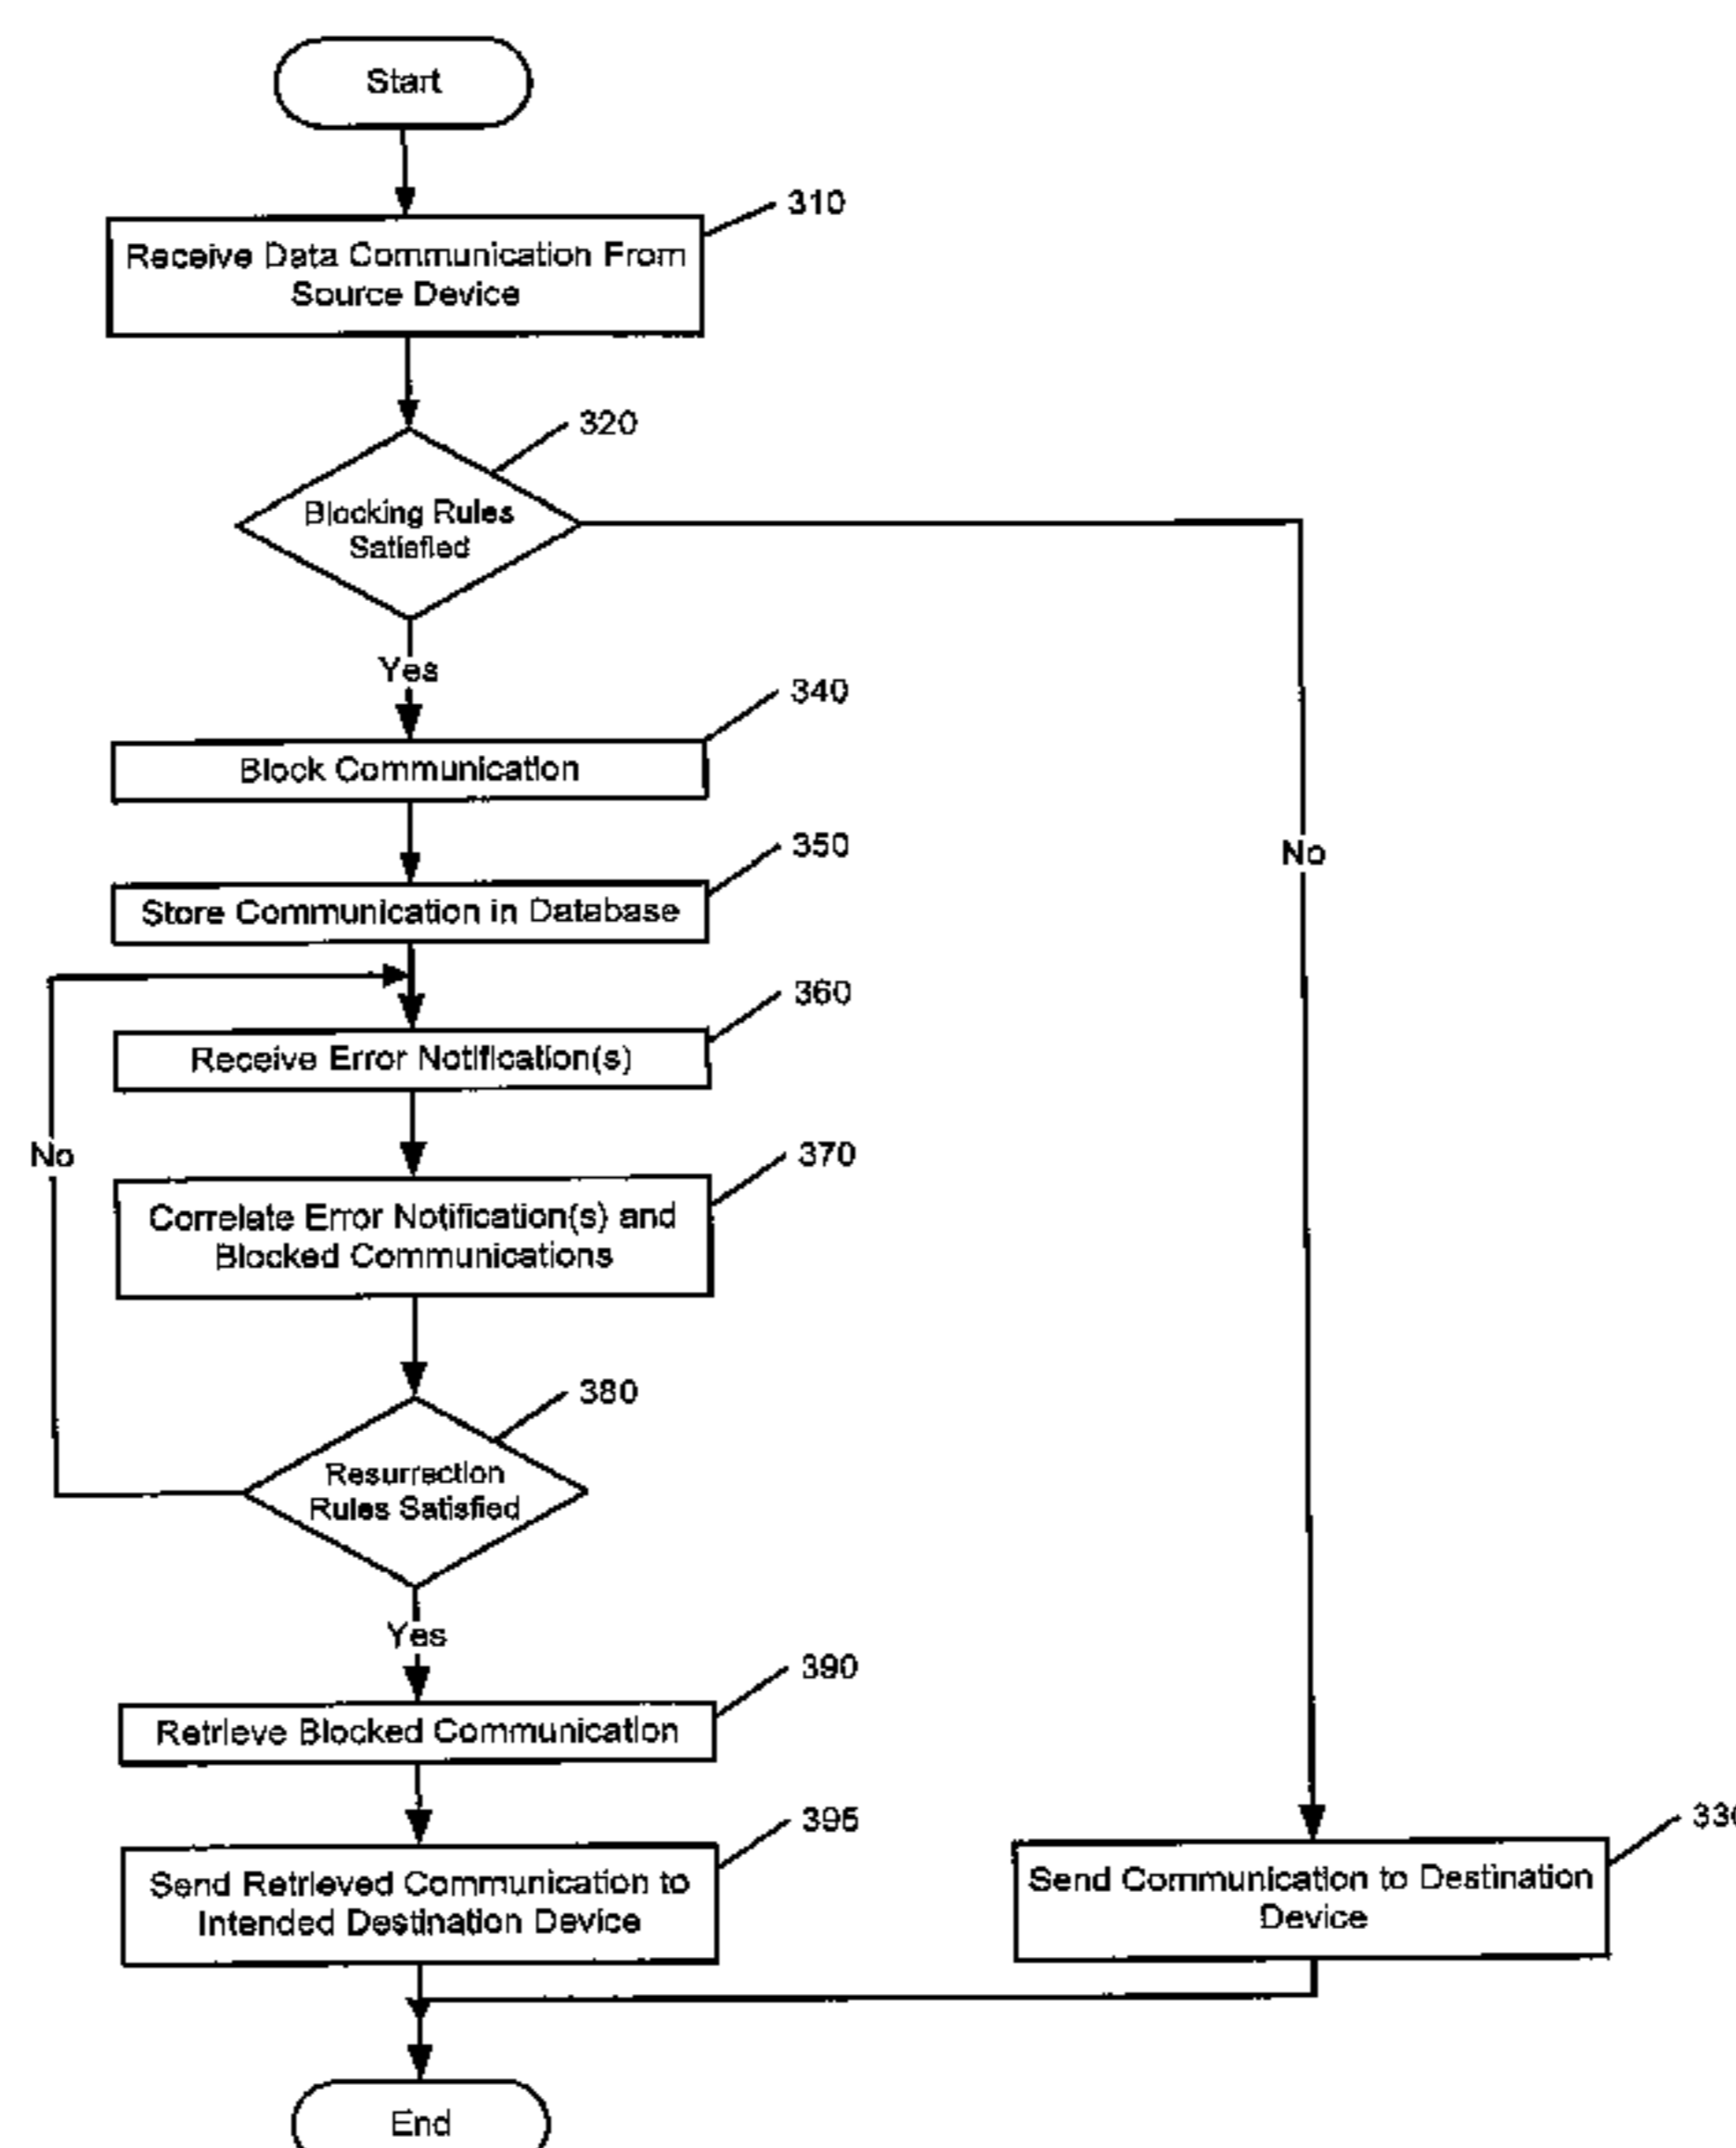 Start
310
Receive Data Communication From
Source Device
320
Blocking Rules
Satisfied
Yes
340
Block Communication
350
Store Communication in Database
No
360
Receive Error Notification(s)
No
370
Correlate Error Notification(s) and
Blocked Communications
380
Resurrection
Rules Satisfied
Yes
390
Retrieve Blocked Communication
395
Send Retrieved Communication to
Intended Destination Device
Send Communication to Destination
Device
End